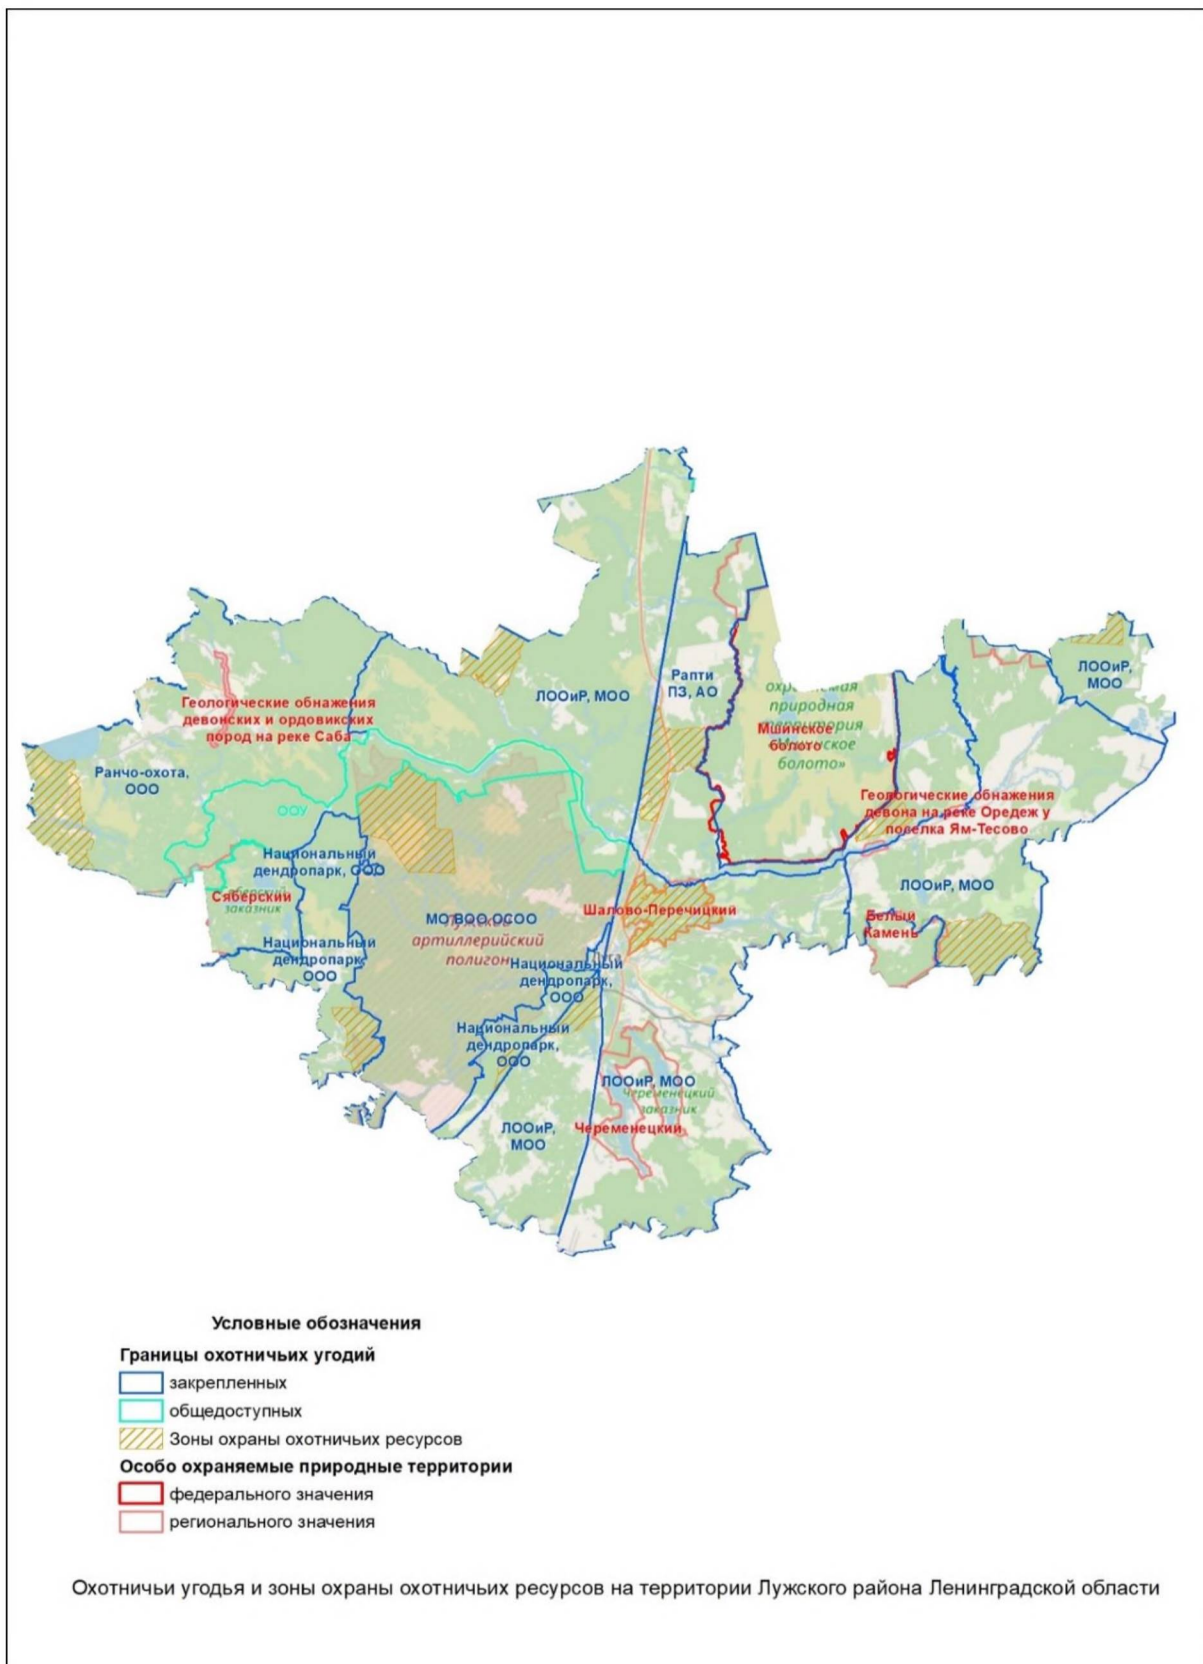 ЛООиР, МОО
Рапти
ПЗ, АО
ЛООиР,
МОО
природная
территория
болото»
Мшинское
болото
Геологические обнажения
девонских и ордовикских
пород на реке Саба
Ранчо-охота,
ООО
ООУ
Геологические обнажения
девона на реке Оредеж у
поселка Ям-Тесово
Национальный
дендропарк, ООО
Сяберский
заказник
ЛООиР, МОО
Шалово-Перечицкий
Белый
Камень
МО ВОО ОСОО
артиллерийский
полигон
Национальный
дендропарк,
ООО
Национальный
дендропарк,
ООО
Национальный
дендропарк,
ООО
ЛООиР, МОО
Череменецкий
заказник
ЛООиР,
МОО
Череменецкий
Условные обозначения
Границы охотничьих угодий
закрепленных
общедоступных
Зоны охраны охотничьих ресурсов
Особо охраняемые природные территории
федерального значения
регионального значения
Охотничьи угодья и зоны охраны охотничьих ресурсов на территории Лужского района Ленинградской области